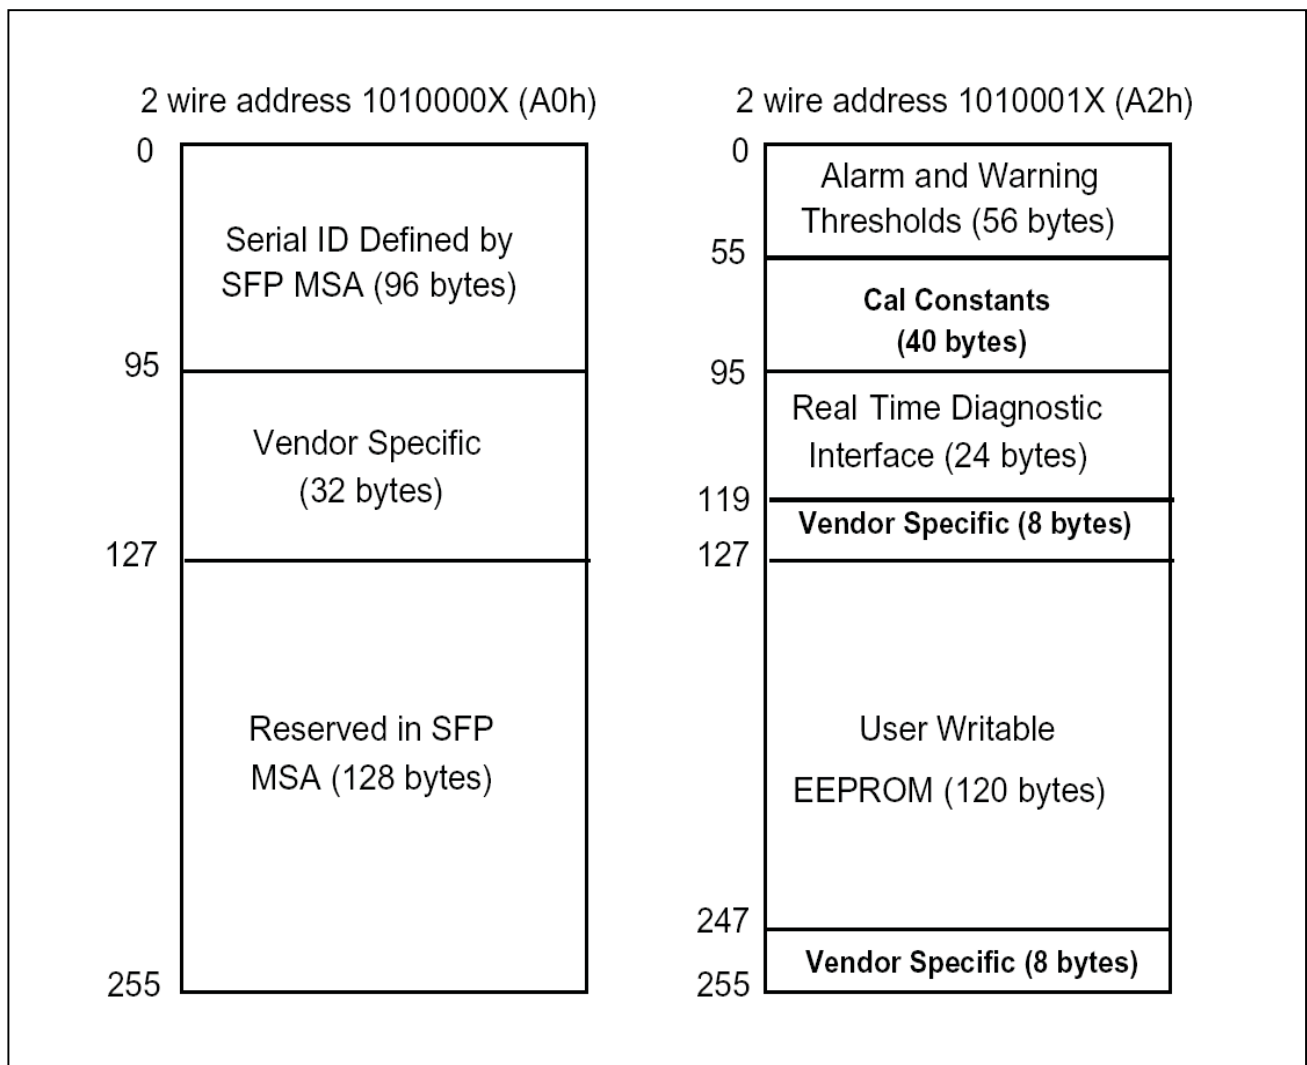 2 wire address 1010000X (A0h)
0
Serial ID Defined by
SFP MSA (96 bytes)
95
Vendor Specific
(32 bytes)
127
Reserved in SFP
MSA (128 bytes)
255
2 wire address 1010001X (A2h)
0
Alarm and Warning
Thresholds (56 bytes)
55
Cal Constants
(40 bytes)
95
Real Time Diagnostic
Interface (24 bytes)
119
Vendor Specific (8 bytes)
127
User Writable
EEPROM (120 bytes)
247
Vendor Specific (8 bytes)
255